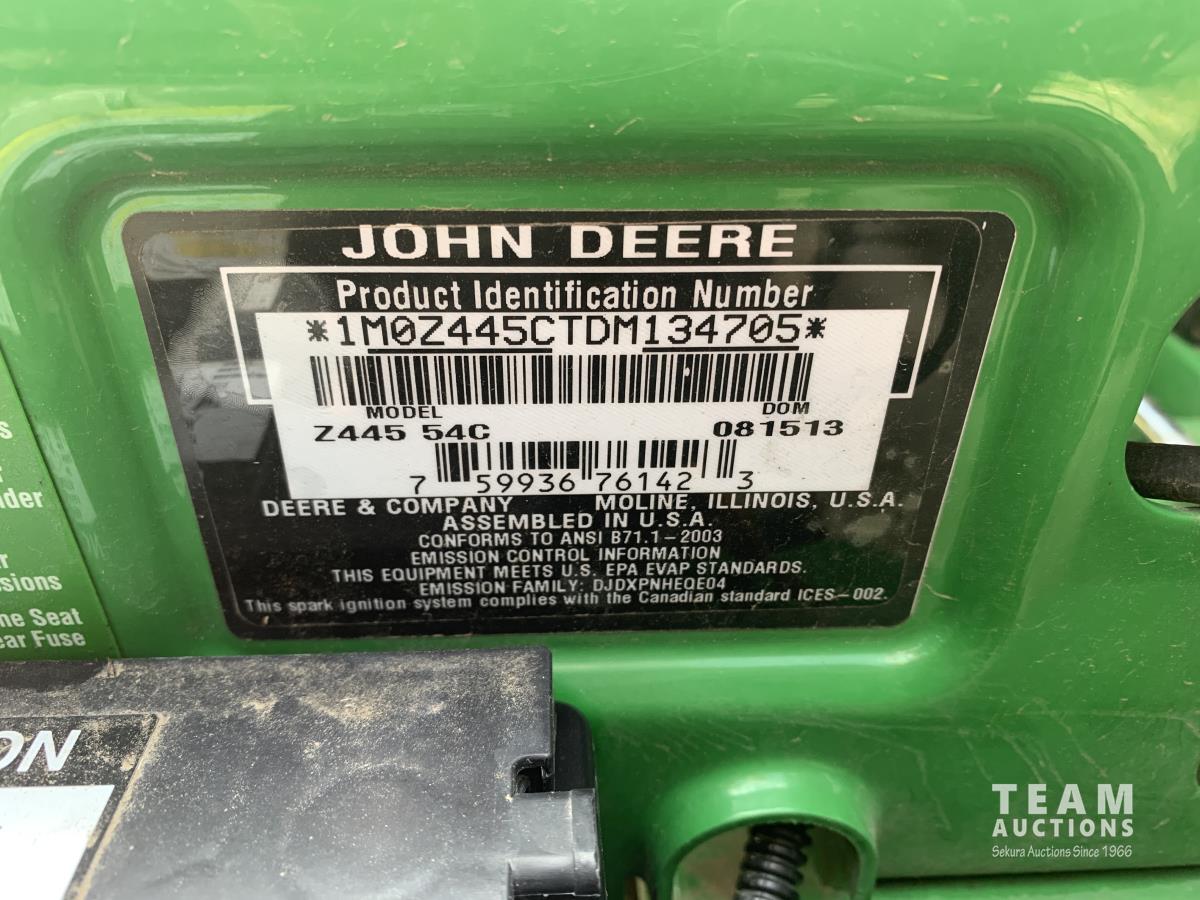 JOHN DEERE
Product Identification Number
*1M0Z445CTDM134705*
MODEL DOM
Z445 54C 081513
7 59936 76142 3
DEERE & COMPANY MOLINE, ILLINOIS, U.S.A.
ASSEMBLED IN U.S.A.
CONFORMS TO ANSI B71.1-2003
EMISSION CONTROL INFORMATION
THIS EQUIPMENT MEETS U.S. EPA EVAP STANDARDS.
EMISSION FAMILY: DJDXPNHEQE04
This spark ignition system complies with the Canadian standard ICES-002.
Seat
Fuse
TEAM
AUCTIONS
Sekura Auctions Since 1966